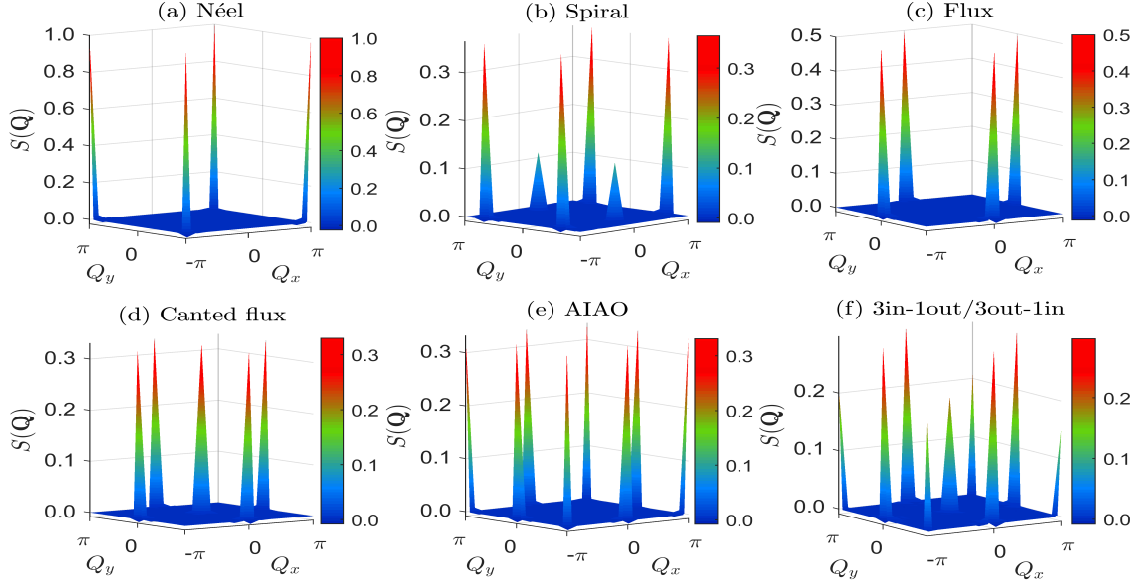 (a) Néel
S(Q)
1.0
0.8
0.6
0.4
0.2
0.0
π
0
-π
0
π
Q_y
Q_x
1.0
0.8
0.6
0.4
0.2
0.0
(b) Spiral
S(Q)
0.3
0.2
0.1
0.0
π
0
-π
0
π
Q_y
Q_x
0.3
0.2
0.1
0.0
(c) Flux
S(Q)
0.5
0.4
0.3
0.2
0.1
0.0
π
0
-π
0
π
Q_y
Q_x
0.5
0.4
0.3
0.2
0.1
0.0
(d) Canted flux
S(Q)
0.3
0.2
0.1
0.0
π
0
-π
0
π
Q_y
Q_x
0.3
0.2
0.1
0.0
(e) AIAO
S(Q)
0.3
0.2
0.1
0.0
π
0
-π
0
π
Q_y
Q_x
0.3
0.2
0.1
0.0
(f) 3in-1out/3out-1in
S(Q)
0.2
0.1
0.0
π
0
-π
0
π
Q_y
Q_x
0.2
0.1
0.0